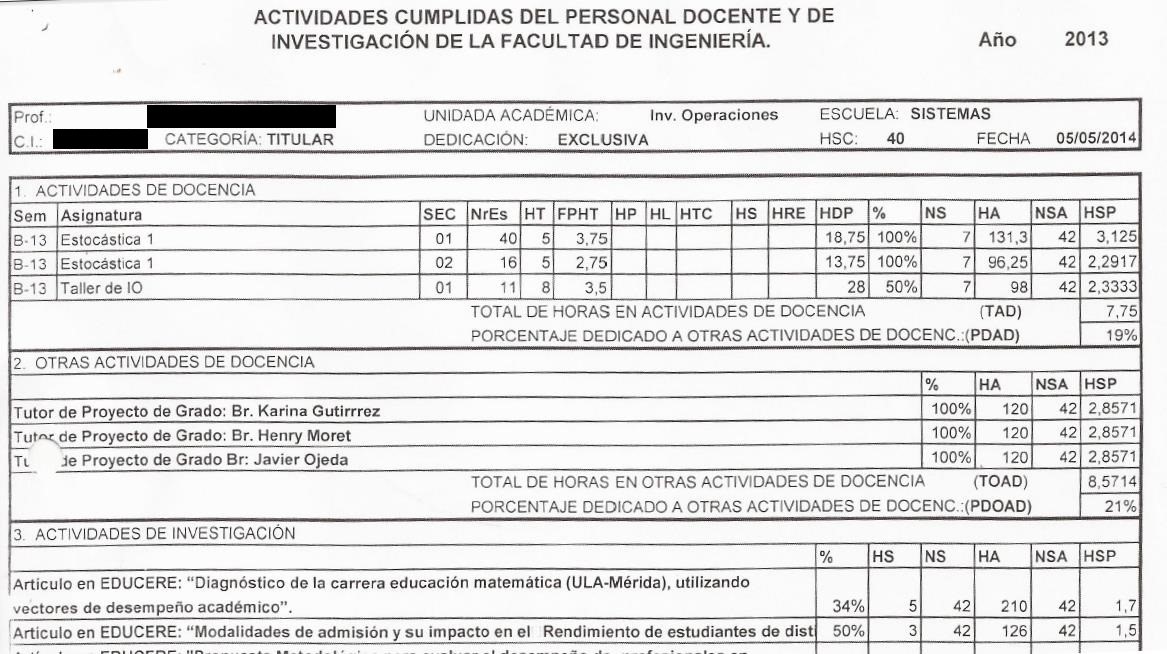 ACTIVIDADES CUMPLIDAS DEL PERSONAL DOCENTE Y DE
INVESTIGACIÓN DE LA FACULTAD DE INGENIERÍA. Año 2013
Prof.: UNIDADA ACADÉMICA: Inv. Operaciones ESCUELA: SISTEMAS
C.I.: CATEGORÍA: TITULAR DEDICACIÓN: EXCLUSIVA HSC: 40 FECHA 05/05/2014
1. ACTIVIDADES DE DOCENCIA
Sem Asignatura SEC NrEs HT FPHT HP HL HTC HS HRE HDP % NS HA NSA HSP
B-13 Estocástica 1 01 40 5 3,75 18,75 100% 7 131,3 42 3,125
B-13 Estocástica 1 02 16 5 2,75 13,75 100% 7 96,25 42 2,2917
B-13 Taller de IO 01 11 8 3,5 28 50% 7 98 42 2,3333
TOTAL DE HORAS EN ACTIVIDADES DE DOCENCIA (TAD) 7,75
PORCENTAJE DEDICADO A OTRAS ACTIVIDADES DE DOCENC.:(PDAD) 19%
2. OTRAS ACTIVIDADES DE DOCENCIA
% HA NSA HSP
Tutor de Proyecto de Grado: Br. Karina Gutirrrez 100% 120 42 2,8571
Tutor de Proyecto de Grado: Br. Henry Moret 100% 120 42 2,8571
de Proyecto de Grado Br: Javier Ojeda 100% 120 42 2,8571
TOTAL DE HORAS EN OTRAS ACTIVIDADES DE DOCENCIA (TOAD) 8,5714
PORCENTAJE DEDICADO A OTRAS ACTIVIDADES DE DOCENC.:(PDOAD) 21%
3. ACTIVIDADES DE INVESTIGACIÓN
% HS NS HA NSA HSP
Articulo en EDUCERE: “Diagnóstico de la carrera educación matemática (ULA-Mérida), utilizando
vectores de desempeño académico”. 34% 5 42 210 42 1,7
Articulo en EDUCERE: “Modalidades de admisión y su impacto en el Rendimiento de estudiantes de dist 50% 3 42 126 42 1,5